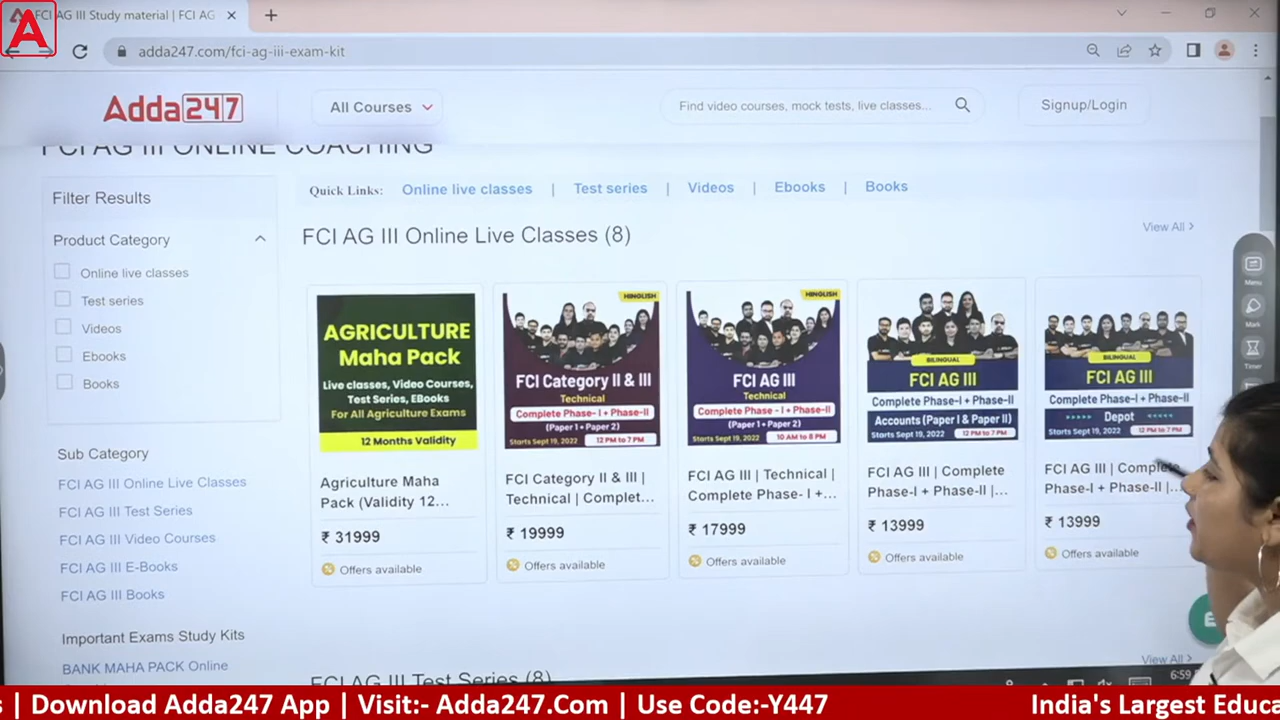 FCI AG III Study material | FCI AG
A
adda247.com/fci-ag-iii-exam-kit
Adda247
All Courses
Find video courses, mock tests, live classes...
Signup/Login
FCI AG III ONLINE COACHING
Filter Results
Product Category
Online live classes
Test series
Videos
Ebooks
Books
Sub Category
FCI AG III Online Live Classes
FCI AG III Test Series
FCI AG III Video Courses
FCI AG III E-Books
FCI AG III Books
Important Exams Study Kits
BANK MAHA PACK Online
Quick Links: Online live classes | Test series | Videos | Ebooks | Books
FCI AG III Online Live Classes (8)
View All >
AGRICULTURE
Maha Pack
Live classes, Video Courses,
Test Series, EBooks
For All Agriculture Exams
12 Months Validity
Agriculture Maha
Pack (Validity 12...
₹ 31999
Offers available
HINGLISH
FCI Category II & III
Technical
Complete Phase- I + Phase-II
(Paper 1 + Paper 2)
Starts Sept 19, 2022 12 PM to 7 PM
FCI Category II & III |
Technical | Complet...
₹ 19999
Offers available
HINGLISH
FCI AG III
Technical
Complete Phase - I + Phase-II
(Paper 1 + Paper 2)
Starts Sept 19, 2022 10 AM to 8 PM
FCI AG III | Technical |
Complete Phase- I +...
₹ 17999
Offers available
BILINGUAL
FCI AG III
Complete Phase-I + Phase-II
Accounts (Paper I & Paper II)
Starts Sept 19, 2022 12 PM to 7 PM
FCI AG III | Complete
Phase-I + Phase-II |...
₹ 13999
Offers available
BILINGUAL
FCI AG III
Complete Phase-I + Phase-II
>>>>> Depot <<<<<
Starts Sept 19, 2022 12 PM to 7 PM
FCI AG III | Complete
Phase-I + Phase-II |...
₹ 13999
Offers available
Menu
Mark
Timer
FCI AG III Test Series (8)
View All >
6:59
s | Download Adda247 App | Visit:- Adda247.Com | Use Code:-Y447
India's Largest Educa